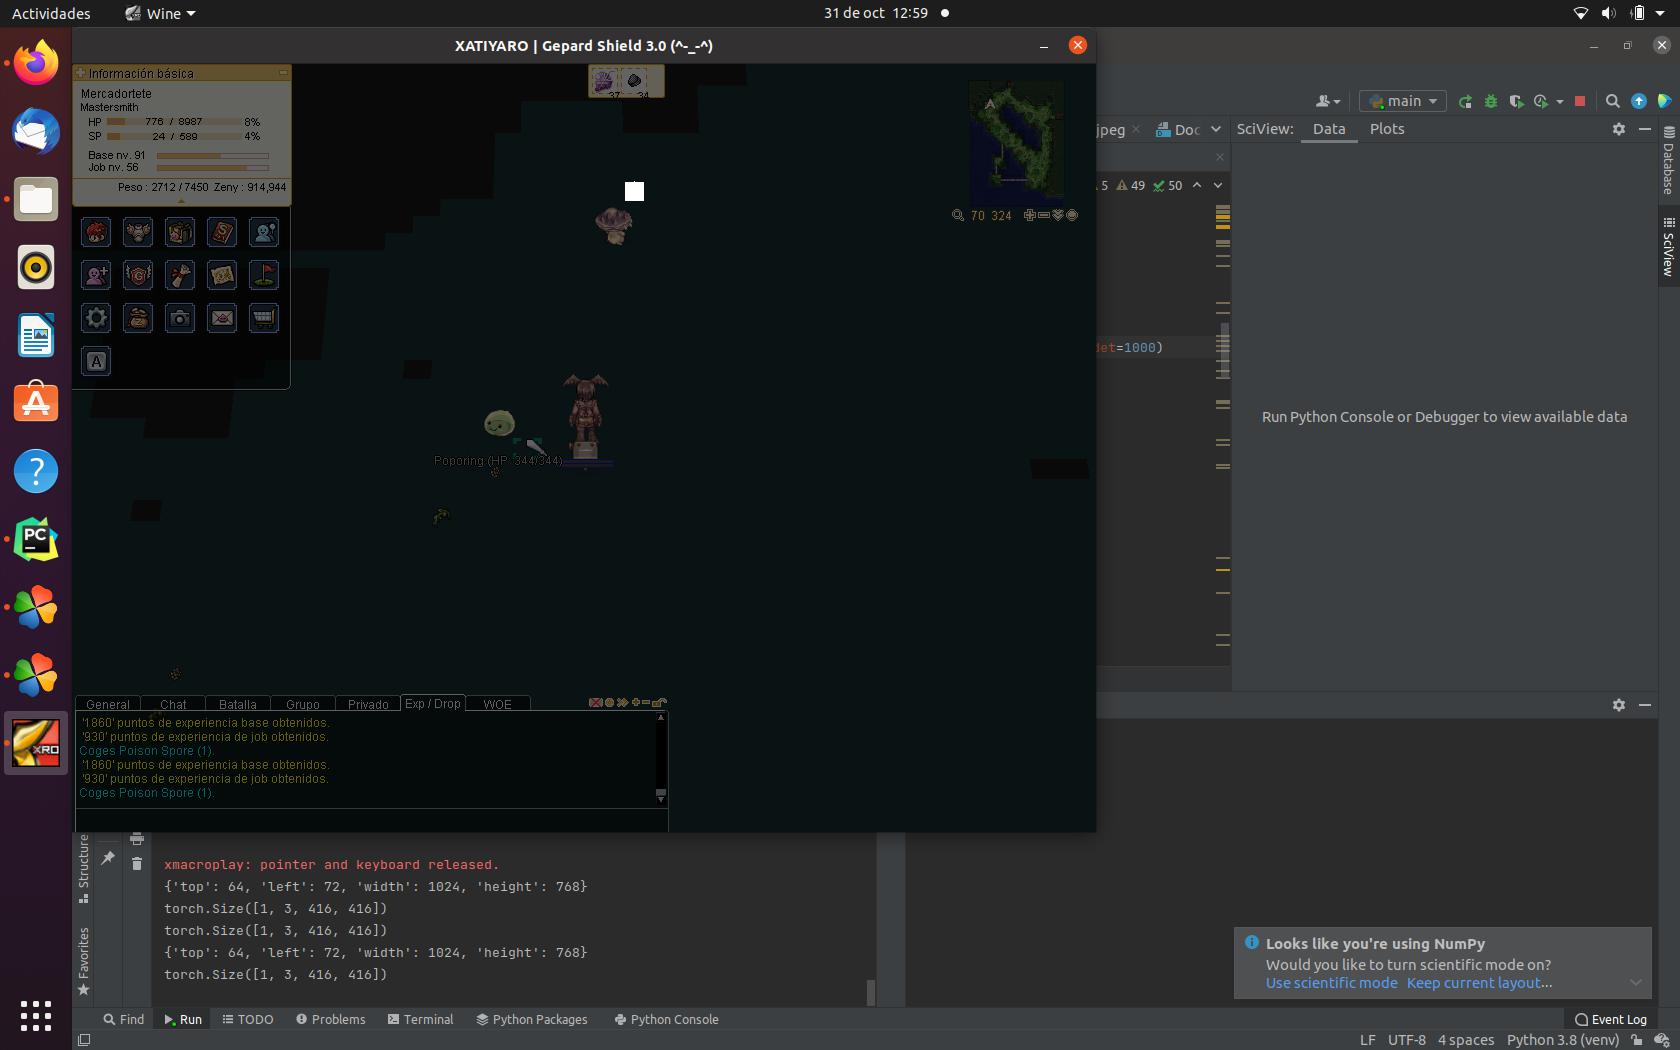 Actividades
Wine
31 de oct 12:59
XATIYARO | Gepard Shield 3.0 (^-_-^)
Información básica
Mercadortete
Mastersmith
HP 776 / 8987 8%
SP 24 / 589 4%
Base nv. 91
Job nv. 56
Peso : 2712 / 7450 Zeny : 914,944
37 34
70 324
A
Poporing (HP: 344/344)
General Chat Batalla Grupo Privado Exp / Drop WOE
'1860' puntos de experiencia base obtenidos.
'930' puntos de experiencia de job obtenidos.
Coges Poison Spore (1).
'1860' puntos de experiencia base obtenidos.
'930' puntos de experiencia de job obtenidos.
Coges Poison Spore (1).
PC
XRO
main
jpeg Doc
SciView: Data Plots
5 49 50
det=1000)
Run Python Console or Debugger to view available data
Database
SciView
Structure
Favorites
xmacroplay: pointer and keyboard released.
{'top': 64, 'left': 72, 'width': 1024, 'height': 768}
torch.Size([1, 3, 416, 416])
torch.Size([1, 3, 416, 416])
{'top': 64, 'left': 72, 'width': 1024, 'height': 768}
torch.Size([1, 3, 416, 416])
Looks like you're using NumPy
Would you like to turn scientific mode on?
Use scientific mode Keep current layout...
Find Run TODO Problems Terminal Python Packages Python Console
Event Log
LF UTF-8 4 spaces Python 3.8 (venv)